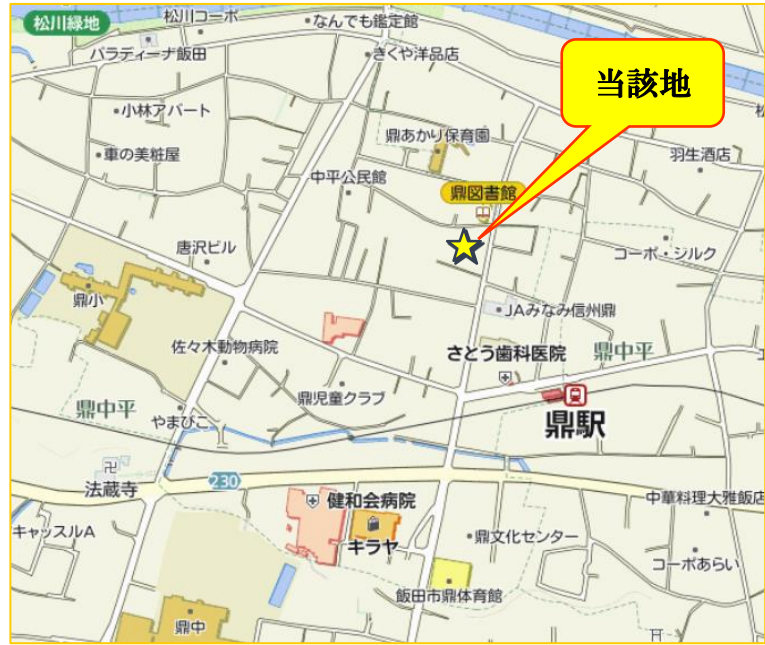 松川緑地
松川コーポ
なんでも鑑定館
パラディーナ飯田
きくや洋品店
当該地
小林アパート
鼎あかり保育園
車の美粧屋
羽生酒店
中平公民館
鼎図書館
唐沢ビル
コーポ・シルク
鼎小
JAみなみ信州鼎
佐々木動物病院
さとう歯科医院
鼎中平
鼎児童クラブ
鼎中平
やまびこ
鼎駅
卍
法蔵寺
230
健和会病院
中華料理大雅飯店
キャッスルA
キラヤ
鼎文化センター
コーポあらい
飯田市鼎体育館
鼎中